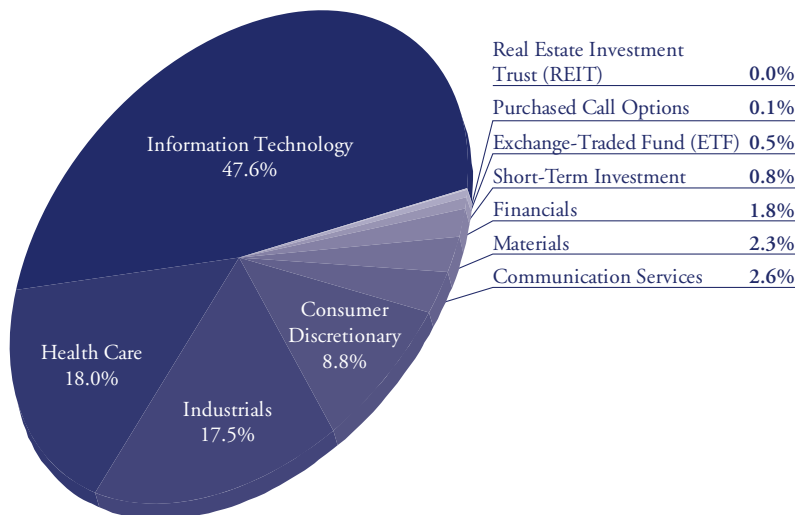 Real Estate Investment
Trust (REIT) 0.0%
Purchased Call Options 0.1%
Exchange-Traded Fund (ETF) 0.5%
Short-Term Investment 0.8%
Financials 1.8%
Materials 2.3%
Communication Services 2.6%
Information Technology
47.6%
Consumer
Discretionary
8.8%
Health Care
18.0%
Industrials
17.5%